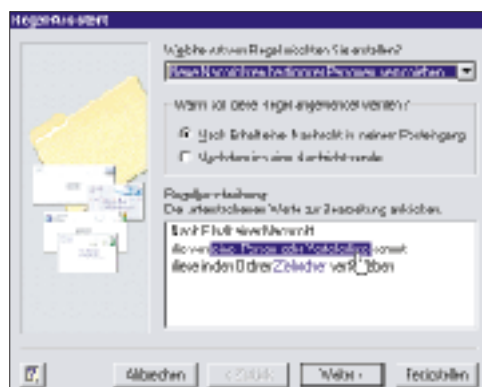 Regelassistent
Welche Art von Regel möchten Sie erstellen?
Neue Nachrichten bestimmter Personen verschieben
Wann soll diese Regel angewendet werden?
Nach Erhalt einer Nachricht in meinem Posteingang
Nachdem ich eine Nachricht sende
Regelbeschreibung
Die unterstrichenen Werte zur Bearbeitung anklicken.
Nach Erhalt einer Nachricht
die von einer Person oder Verteilerliste kommt
diese in den Ordner Zielordner verschieben
Abbrechen
< Zurück
Weiter >
Fertigstellen